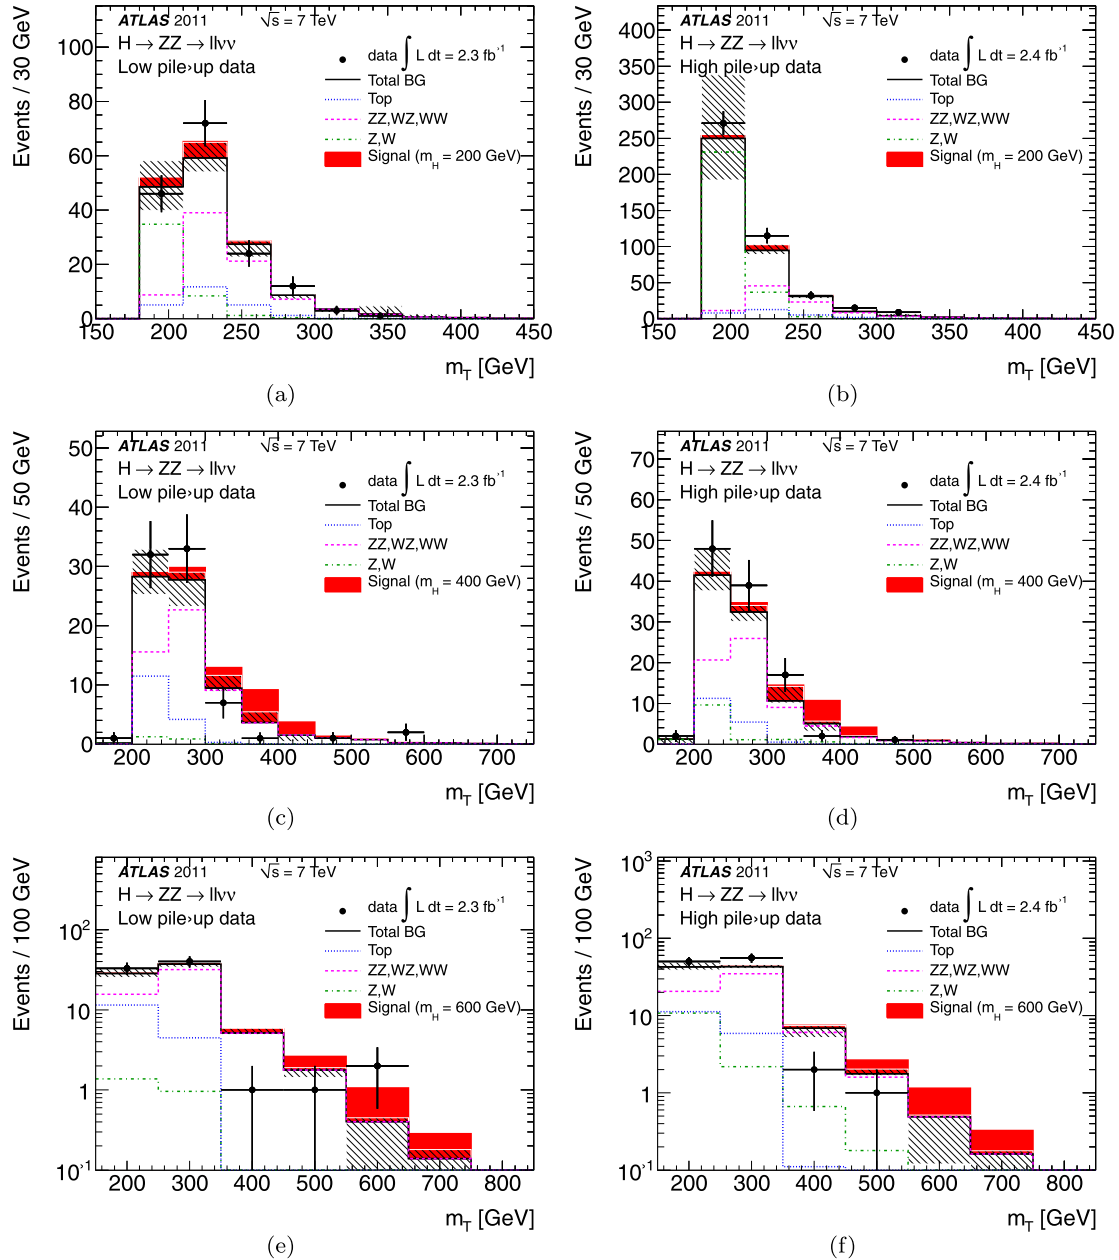 ATLAS 2011 √s = 7 TeV
H → ZZ → llνν
Low pile›up data
data ∫ L dt = 2.3 fb›1
Total BG
Top
ZZ,WZ,WW
Z,W
Signal (mH = 200 GeV)
Events / 30 GeV
100
80
60
40
20
0
150 200 250 300 350 400 450
mT [GeV]
(a)
ATLAS 2011 √s = 7 TeV
H → ZZ → llνν
High pile›up data
data ∫ L dt = 2.4 fb›1
Total BG
Top
ZZ,WZ,WW
Z,W
Signal (mH = 200 GeV)
Events / 30 GeV
400
350
300
250
200
150
100
50
0
150 200 250 300 350 400 450
mT [GeV]
(b)
ATLAS 2011 √s = 7 TeV
H → ZZ → llνν
Low pile›up data
data ∫ L dt = 2.3 fb›1
Total BG
Top
ZZ,WZ,WW
Z,W
Signal (mH = 400 GeV)
Events / 50 GeV
50
40
30
20
10
0
200 300 400 500 600 700
mT [GeV]
(c)
ATLAS 2011 √s = 7 TeV
H → ZZ → llνν
High pile›up data
data ∫ L dt = 2.4 fb›1
Total BG
Top
ZZ,WZ,WW
Z,W
Signal (mH = 400 GeV)
Events / 50 GeV
70
60
50
40
30
20
10
0
200 300 400 500 600 700
mT [GeV]
(d)
ATLAS 2011 √s = 7 TeV
H → ZZ → llνν
Low pile›up data
data ∫ L dt = 2.3 fb›1
Total BG
Top
ZZ,WZ,WW
Z,W
Signal (mH = 600 GeV)
Events / 100 GeV
10²
10
1
10⁻¹
200 300 400 500 600 700 800
mT [GeV]
(e)
ATLAS 2011 √s = 7 TeV
H → ZZ → llνν
High pile›up data
data ∫ L dt = 2.4 fb›1
Total BG
Top
ZZ,WZ,WW
Z,W
Signal (mH = 600 GeV)
Events / 100 GeV
10³
10²
10
1
10⁻¹
200 300 400 500 600 700 800
mT [GeV]
(f)